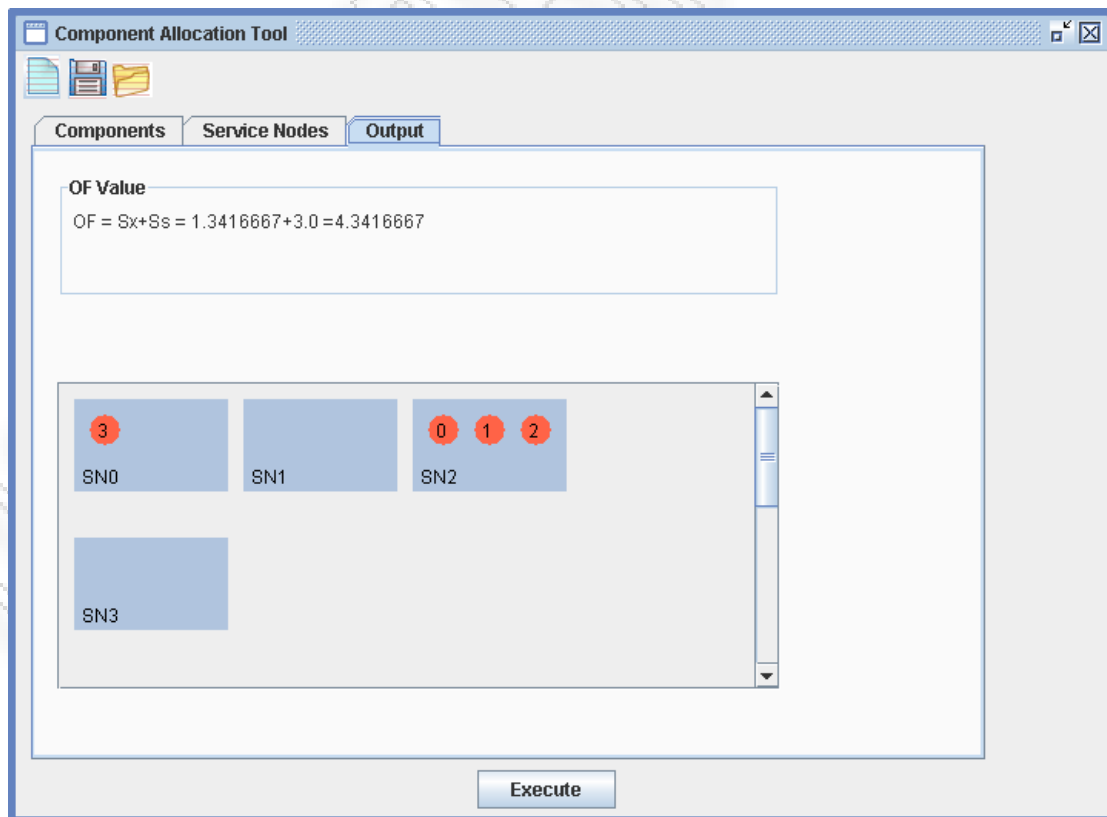 Component Allocation Tool
Components Service Nodes Output
OF Value
OF = Sx+Ss = 1.3416667+3.0 =4.3416667
3 0 1 2
SN0 SN1 SN2
SN3
Execute